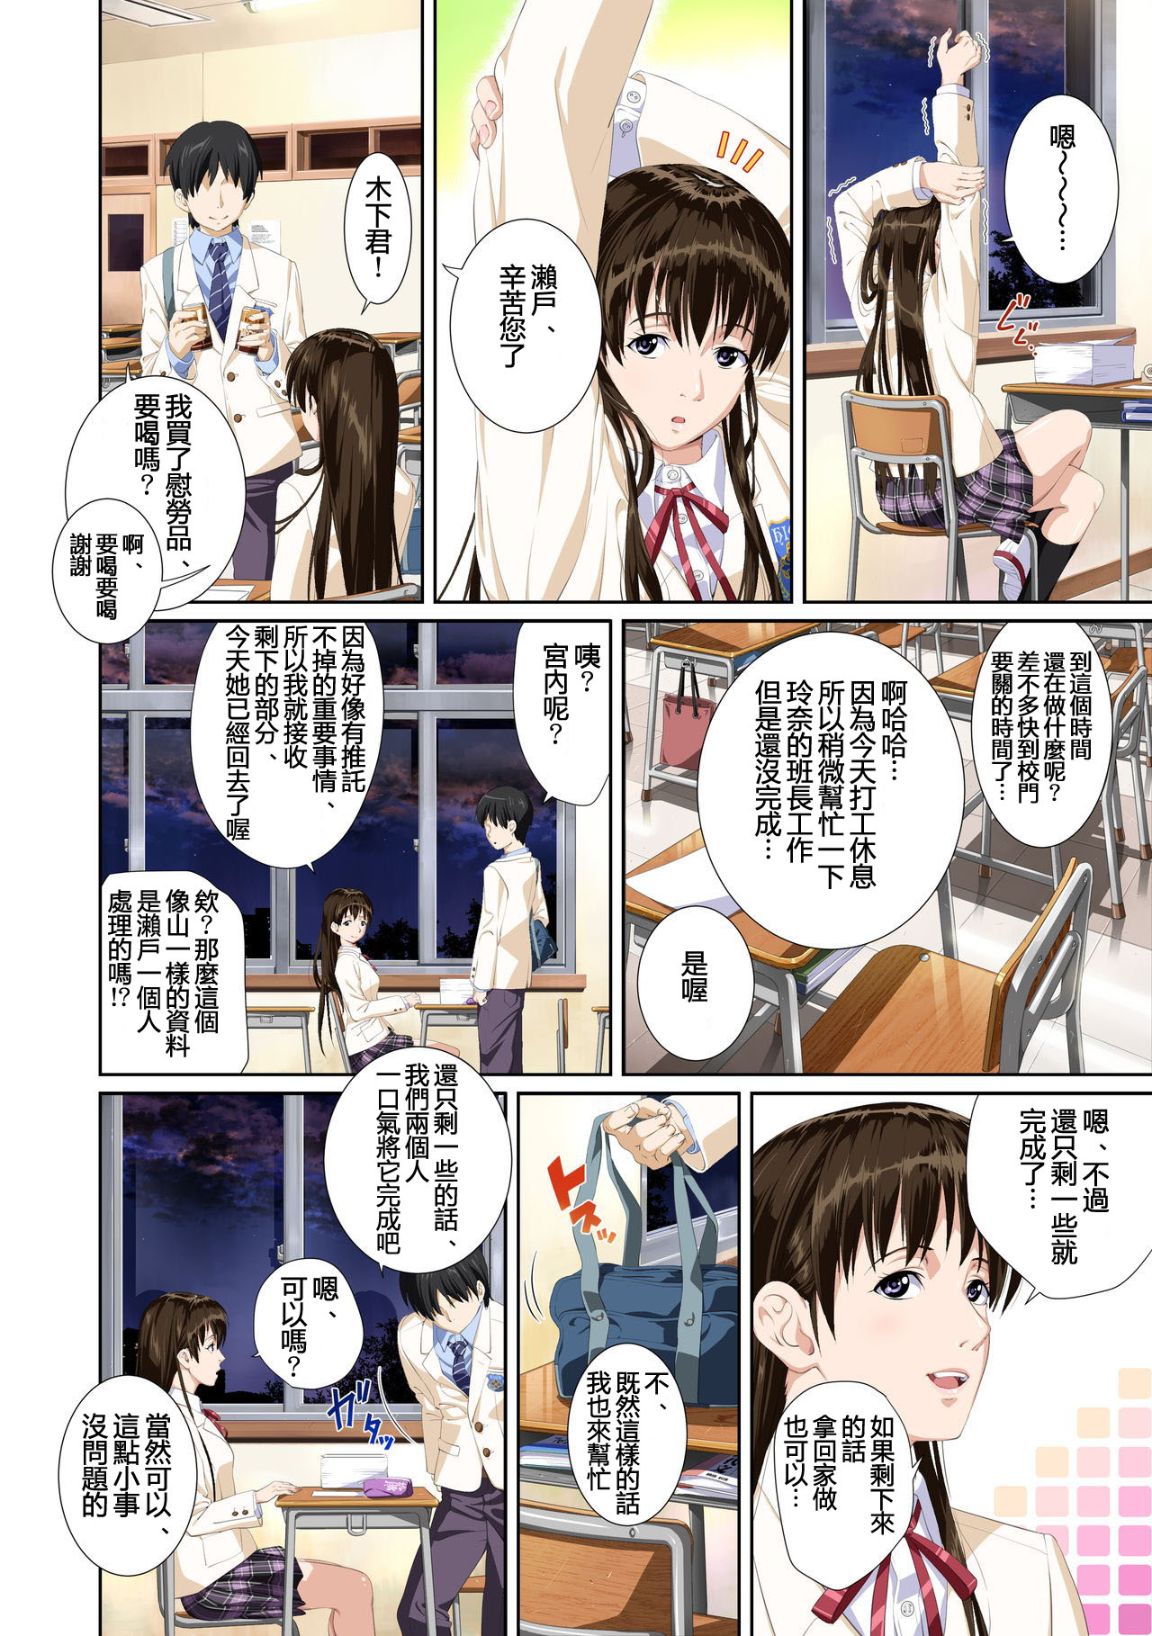 嗯~~~~…
グググ
瀬戶、
辛苦您了
木下君！
我買了慰勞品、
要喝嗎？
啊、
要喝要喝
謝謝
到這個時間
還在做什麼呢？
差不多快到校門
要關的時間了…
啊哈哈…
因為今天打工休息
所以稍微幫忙一下
玲奈的班長工作
但是還沒完成…
是喔
咦？
宮內呢？
因為好像有推託
不掉的重要事情、
所以我就接收
剩下的部分、
今天她已經回去了喔
欸？那麼這個
像山一樣的資料
是瀨戶一個人
處理的嗎!?
嗯、不過
還只剩一些就
完成了…
如果剩下來
的話
拿回家做
也可以…
不、
既然這樣的話
我也來幫忙
トスッ
還只剩一些的話、
我們兩個人
一口氣將它完成吧
嗯、
可以嗎？
ガタッ
當然可以、
這點小事
沒問題的